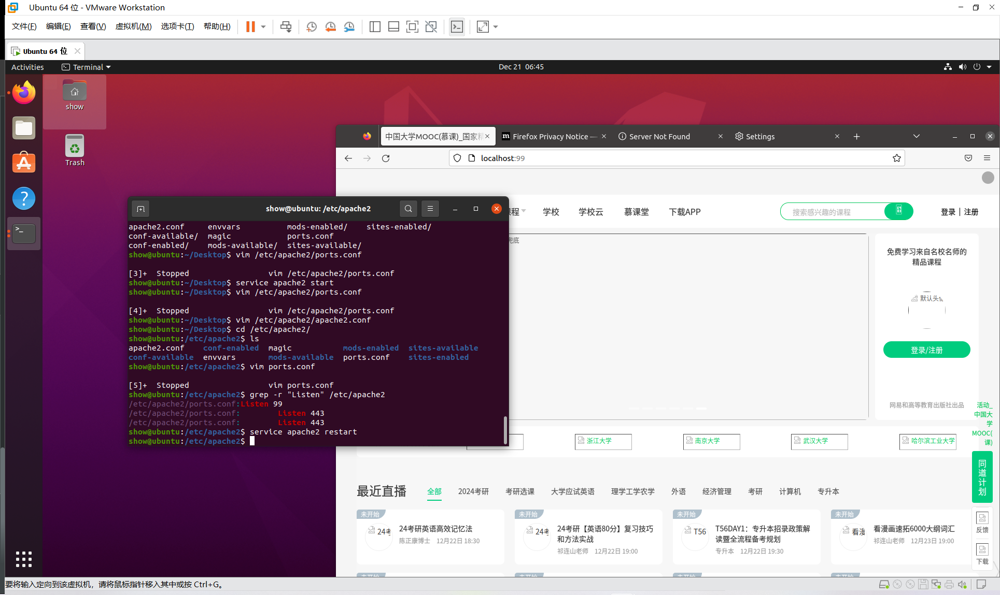 Ubuntu 64 位 - VMware Workstation
文件(F) 编辑(E) 查看(V) 虚拟机(M) 选项卡(T) 帮助(H)
Ubuntu 64 位
Activities Terminal Dec 21 06:45
show
Trash
中国大学MOOC(慕课)_国家精 Firefox Privacy Notice — Server Not Found Settings
localhost:99
课程 学校 学校云 慕课堂 下载APP 搜索感兴趣的课程 登录 | 注册
兜底
免费学习来自名校名师的
精品课程
默认头
登录/注册
网易和高等教育出版社出品
活动_
中国大
学
MOOC(
课)
show@ubuntu: /etc/apache2
apache2.conf envvars mods-enabled/ sites-enabled/
conf-available/ magic ports.conf
conf-enabled/ mods-available/ sites-available/
show@ubuntu:~/Desktop$ vim /etc/apache2/ports.conf
[3]+ Stopped vim /etc/apache2/ports.conf
show@ubuntu:~/Desktop$ service apache2 start
show@ubuntu:~/Desktop$ vim /etc/apache2/ports.conf
[4]+ Stopped vim /etc/apache2/ports.conf
show@ubuntu:~/Desktop$ vim /etc/apache2/apache2.conf
show@ubuntu:~/Desktop$ cd /etc/apache2/
show@ubuntu:/etc/apache2$ ls
apache2.conf conf-enabled magic mods-enabled sites-available
conf-available envvars mods-available ports.conf sites-enabled
show@ubuntu:/etc/apache2$ vim ports.conf
[5]+ Stopped vim ports.conf
show@ubuntu:/etc/apache2$ grep -r "Listen" /etc/apache2
/etc/apache2/ports.conf:Listen 99
/etc/apache2/ports.conf: Listen 443
/etc/apache2/ports.conf: Listen 443
show@ubuntu:/etc/apache2$ service apache2 restart
show@ubuntu:/etc/apache2$
浙江大学 南京大学 武汉大学 哈尔滨工业大学
同道计划
最近直播 全部 2024考研 考研选课 大学应试英语 理学工学农学 外语 经济管理 考研 计算机 专升本
未开始 未开始 未开始 未开始
24考 24考研英语高效记忆法
陈正康博士 12月22日 18:30
24考 24考研【英语80分】复习技巧
和方法实战
祁连山老师 12月22日 19:00
T56 T56DAY1：专升本招录政策解
读暨全流程备考规划
专升本 12月22日 19:30
看漫 看漫画速拓6000大纲词汇
祁连山老师 12月23日 19:00
反馈
下载
要将输入定向到该虚拟机，请将鼠标指针移入其中或按 Ctrl+G。